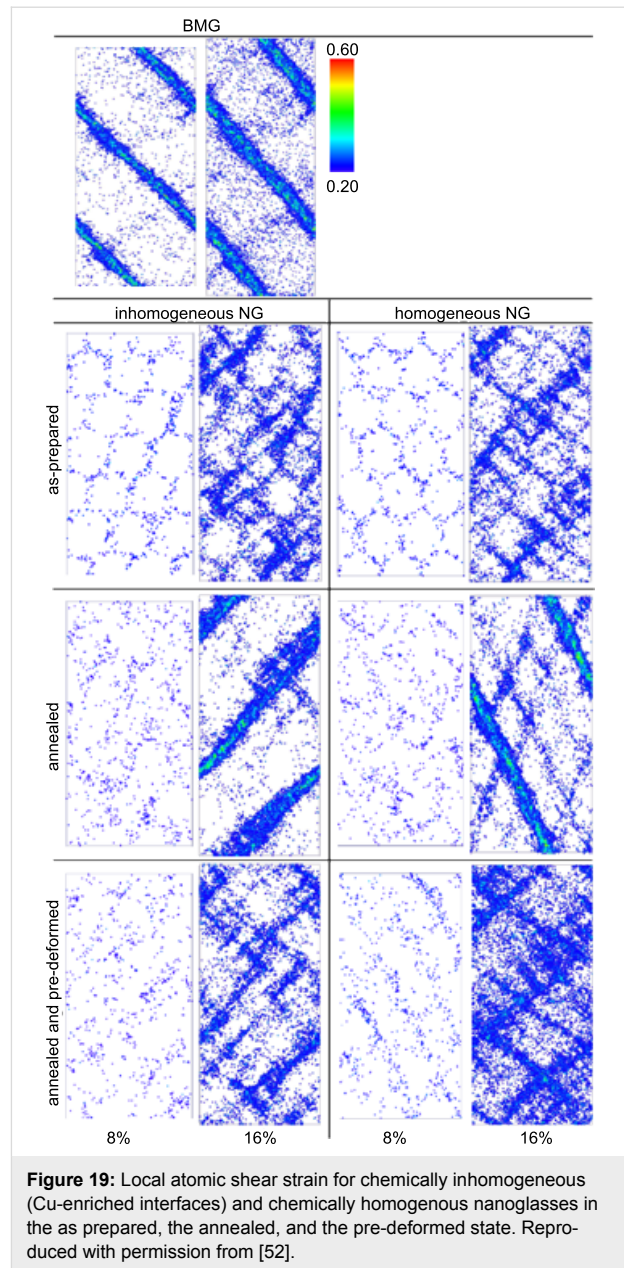 BMG
0.60
0.20
inhomogeneous NG
homogeneous NG
as-prepared
annealed
annealed and pre-deformed
8%
16%
8%
16%
Figure 19: Local atomic shear strain for chemically inhomogeneous
(Cu-enriched interfaces) and chemically homogenous nanoglasses in
the as prepared, the annealed, and the pre-deformed state. Repro-
duced with permission from [52].